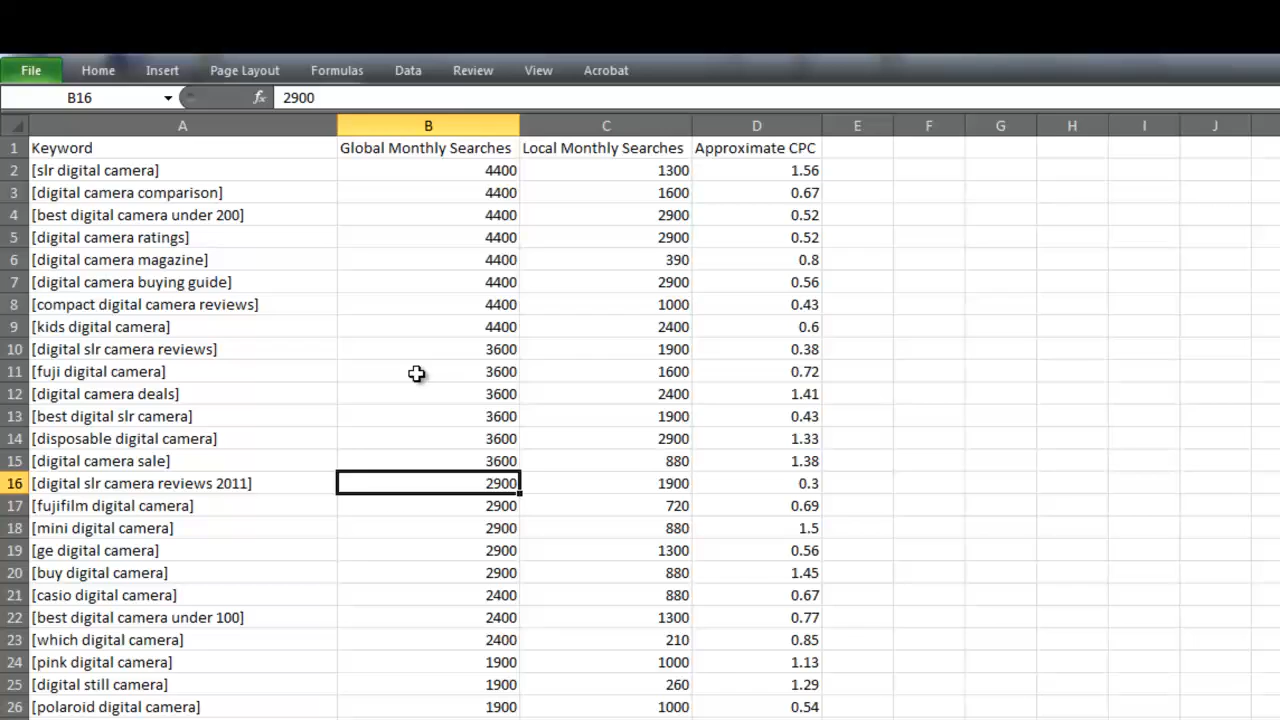 File Home Insert Page Layout Formulas Data Review View Acrobat
B16 fx 2900
A B C D E F G H I J
1 Keyword Global Monthly Searches Local Monthly Searches Approximate CPC
2 [slr digital camera] 4400 1300 1.56
3 [digital camera comparison] 4400 1600 0.67
4 [best digital camera under 200] 4400 2900 0.52
5 [digital camera ratings] 4400 2900 0.52
6 [digital camera magazine] 4400 390 0.8
7 [digital camera buying guide] 4400 2900 0.56
8 [compact digital camera reviews] 4400 1000 0.43
9 [kids digital camera] 4400 2400 0.6
10 [digital slr camera reviews] 3600 1900 0.38
11 [fuji digital camera] 3600 1600 0.72
12 [digital camera deals] 3600 2400 1.41
13 [best digital slr camera] 3600 1900 0.43
14 [disposable digital camera] 3600 2900 1.33
15 [digital camera sale] 3600 880 1.38
16 [digital slr camera reviews 2011] 2900 1900 0.3
17 [fujifilm digital camera] 2900 720 0.69
18 [mini digital camera] 2900 880 1.5
19 [ge digital camera] 2900 1300 0.56
20 [buy digital camera] 2900 880 1.45
21 [casio digital camera] 2400 880 0.67
22 [best digital camera under 100] 2400 1300 0.77
23 [which digital camera] 2400 210 0.85
24 [pink digital camera] 1900 1000 1.13
25 [digital still camera] 1900 260 1.29
26 [polaroid digital camera] 1900 1000 0.54